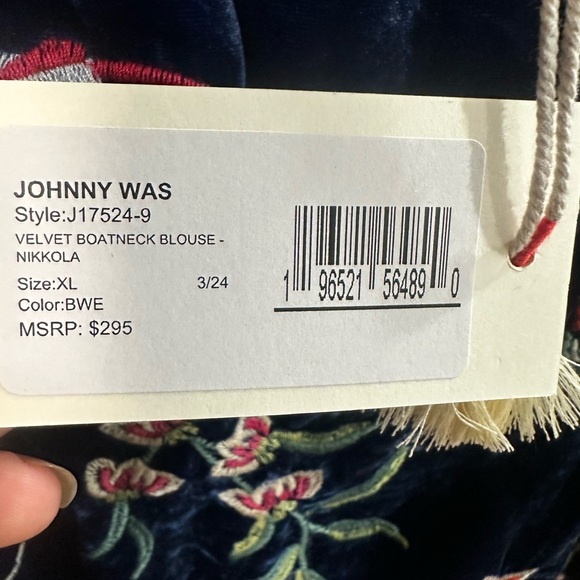 JOHNNY WAS
Style:J17524-9
VELVET BOATNECK BLOUSE -
NIKKOLA
Size:XL 3/24
Color:BWE
MSRP: $295
1 96521 56489 0